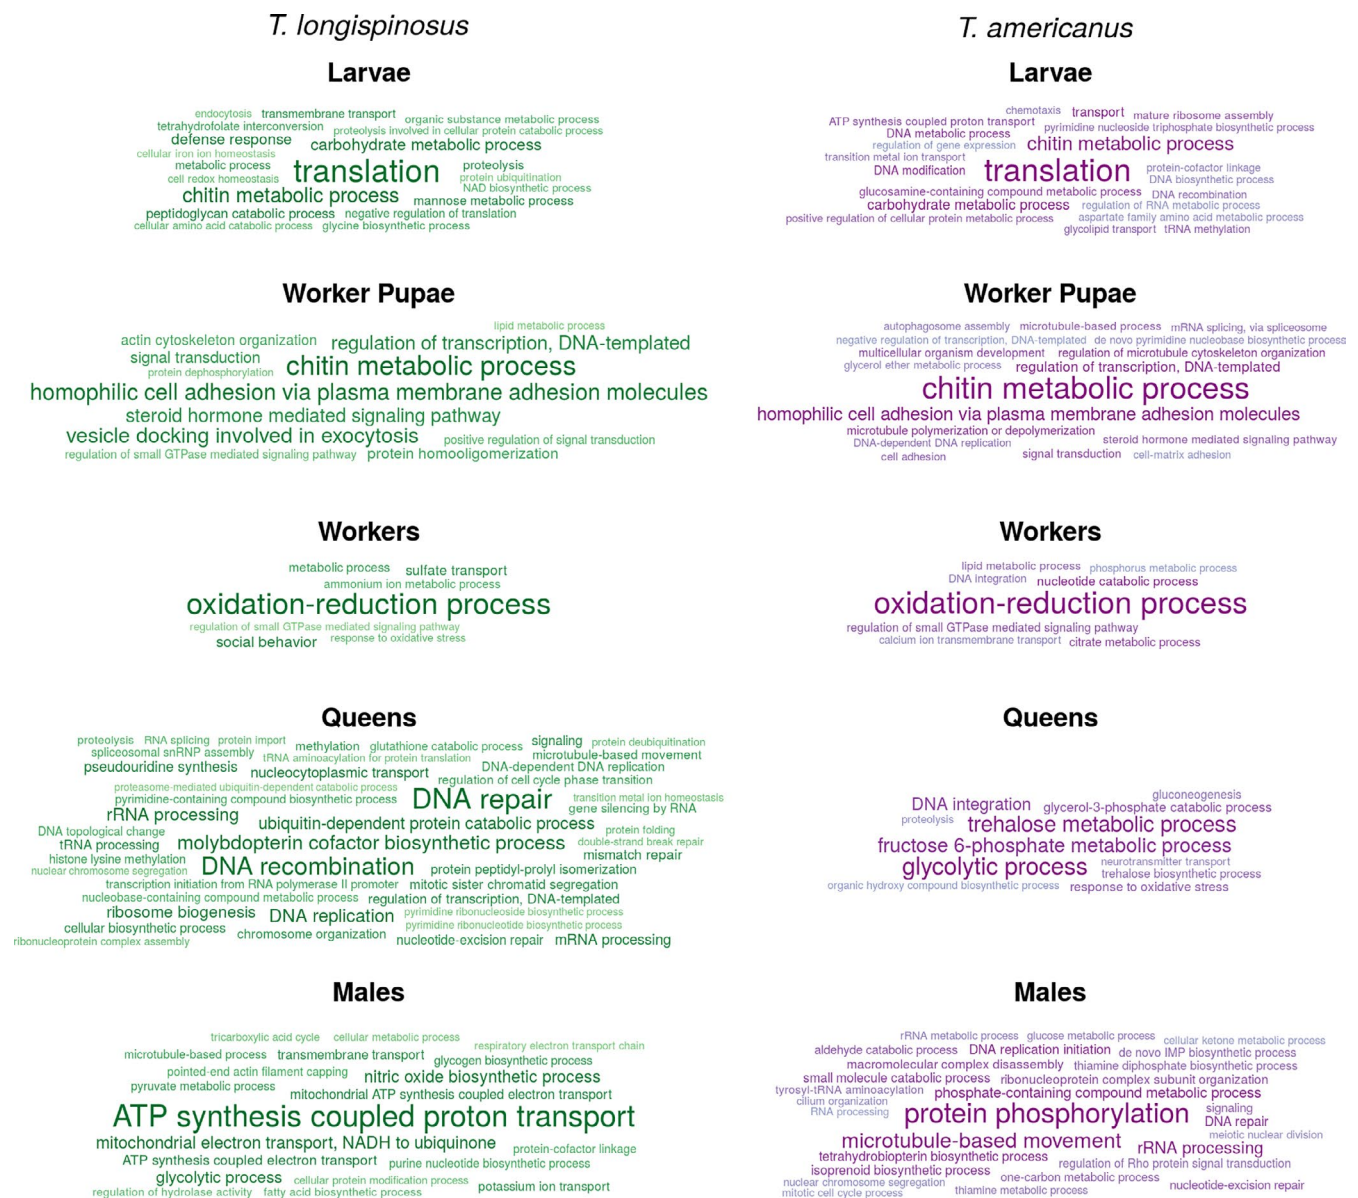 T. longispinosus
Larvae
endocytosis transmembrane transport organic substance metabolic process
tetrahydrofolate interconversion proteolysis involved in cellular protein catabolic process
defense response carbohydrate metabolic process
cellular iron ion homeostasis
metabolic process translation proteolysis
cell redox homeostasis protein ubiquitination
NAD biosynthetic process
chitin metabolic process mannose metabolic process
peptidoglycan catabolic process negative regulation of translation
cellular amino acid catabolic process glycine biosynthetic process
Worker Pupae
lipid metabolic process
actin cytoskeleton organization regulation of transcription, DNA-templated
signal transduction chitin metabolic process
protein dephosphorylation
homophilic cell adhesion via plasma membrane adhesion molecules
steroid hormone mediated signaling pathway
vesicle docking involved in exocytosis positive regulation of signal transduction
regulation of small GTPase mediated signaling pathway protein homooligomerization
Workers
metabolic process sulfate transport
ammonium ion metabolic process
oxidation-reduction process
regulation of small GTPase mediated signaling pathway
social behavior response to oxidative stress
Queens
proteolysis RNA splicing protein import methylation glutathione catabolic process signaling protein deubiquitination
spliceosomal snRNP assembly tRNA aminoacylation for protein translation microtubule-based movement
pseudouridine synthesis nucleocytoplasmic transport DNA-dependent DNA replication
regulation of cell cycle phase transition
proteasome-mediated ubiquitin-dependent catabolic process
pyrimidine-containing compound biosynthetic process DNA repair transition metal ion homeostasis
rRNA processing gene silencing by RNA
DNA topological change ubiquitin-dependent protein catabolic process protein folding
tRNA processing molybdopterin cofactor biosynthetic process double-strand break repair
histone lysine methylation mismatch repair
nuclear chromosome segregation DNA recombination protein peptidyl-prolyl isomerization
transcription initiation from RNA polymerase II promoter mitotic sister chromatid segregation
nucleobase-containing compound metabolic process regulation of transcription, DNA-templated
ribosome biogenesis DNA replication pyrimidine ribonucleoside biosynthetic process
cellular biosynthetic process pyrimidine ribonucleotide biosynthetic process
ribonucleoprotein complex assembly chromosome organization nucleotide-excision repair mRNA processing
Males
tricarboxylic acid cycle cellular metabolic process
respiratory electron transport chain
microtubule-based process transmembrane transport glycogen biosynthetic process
pointed-end actin filament capping nitric oxide biosynthetic process
pyruvate metabolic process mitochondrial ATP synthesis coupled electron transport
ATP synthesis coupled proton transport
mitochondrial electron transport, NADH to ubiquinone protein-cofactor linkage
ATP synthesis coupled electron transport purine nucleotide biosynthetic process
glycolytic process cellular protein modification process potassium ion transport
regulation of hydrolase activity fatty acid biosynthetic process
T. americanus
Larvae
chemotaxis transport mature ribosome assembly
ATP synthesis coupled proton transport pyrimidine nucleoside triphosphate biosynthetic process
DNA metabolic process
regulation of gene expression chitin metabolic process
transition metal ion transport
DNA modification translation protein-cofactor linkage
DNA biosynthetic process
glucosamine-containing compound metabolic process DNA recombination
carbohydrate metabolic process regulation of RNA metabolic process
positive regulation of cellular protein metabolic process aspartate family amino acid metabolic process
glycolipid transport tRNA methylation
Worker Pupae
autophagosome assembly microtubule-based process mRNA splicing, via spliceosome
negative regulation of transcription, DNA-templated de novo pyrimidine nucleobase biosynthetic process
multicellular organism development regulation of microtubule cytoskeleton organization
glycerol ether metabolic process regulation of transcription, DNA-templated
chitin metabolic process
homophilic cell adhesion via plasma membrane adhesion molecules
microtubule polymerization or depolymerization
DNA-dependent DNA replication steroid hormone mediated signaling pathway
cell adhesion signal transduction cell-matrix adhesion
Workers
lipid metabolic process phosphorus metabolic process
DNA integration nucleotide catabolic process
oxidation-reduction process
regulation of small GTPase mediated signaling pathway
calcium ion transmembrane transport citrate metabolic process
Queens
gluconeogenesis
DNA integration glycerol-3-phosphate catabolic process
proteolysis trehalose metabolic process
fructose 6-phosphate metabolic process
glycolytic process neurotransmitter transport
trehalose biosynthetic process
organic hydroxy compound biosynthetic process response to oxidative stress
Males
rRNA metabolic process glucose metabolic process cellular ketone metabolic process
aldehyde catabolic process DNA replication initiation de novo IMP biosynthetic process
macromolecular complex disassembly thiamine diphosphate biosynthetic process
small molecule catabolic process ribonucleoprotein complex subunit organization
tyrosyl-tRNA aminoacylation phosphate-containing compound metabolic process
cilium organization
RNA processing protein phosphorylation signaling
DNA repair
microtubule-based movement meiotic nuclear division
rRNA processing
tetrahydrobiopterin biosynthetic process regulation of Rho protein signal transduction
isoprenoid biosynthetic process one-carbon metabolic process
nuclear chromosome segregation nucleotide-excision repair
mitotic cell cycle process thiamine metabolic process